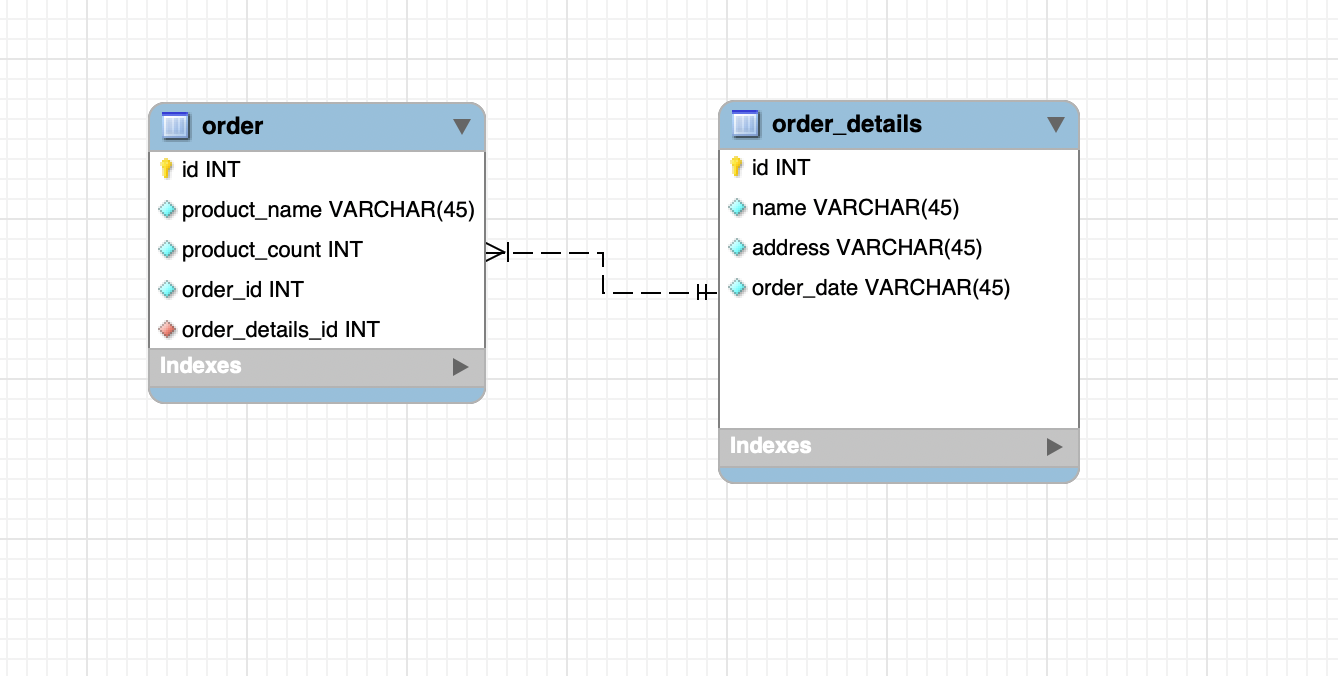 order
id INT
product_name VARCHAR(45)
product_count INT
order_id INT
order_details_id INT
Indexes
order_details
id INT
name VARCHAR(45)
address VARCHAR(45)
order_date VARCHAR(45)
Indexes